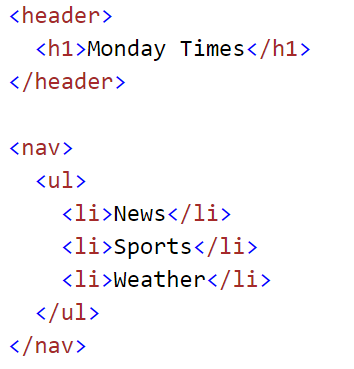 <header>
  <h1>Monday Times</h1>
</header>

<nav>
  <ul>
    <li>News</li>
    <li>Sports</li>
    <li>Weather</li>
  </ul>
</nav>